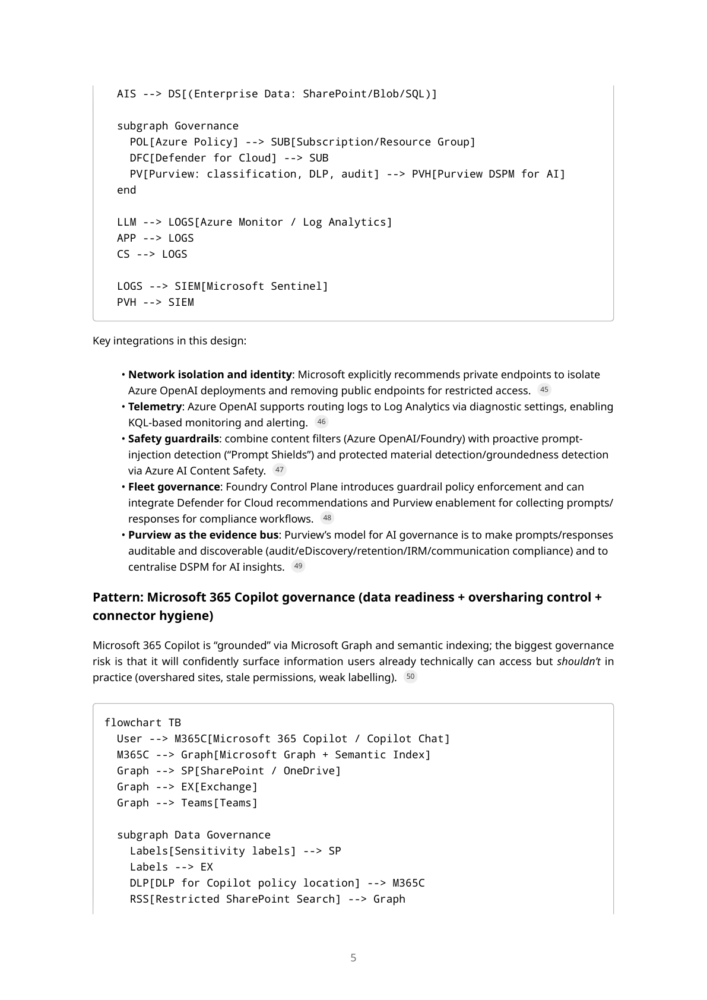 AIS --> DS[(Enterprise Data: SharePoint/Blob/SQL)]
subgraph Governance
POL[Azure Policy] --> SUB[Subscription/Resource Group]
DFC[Defender for Cloud] --> SUB
PV[Purview: classification, DLP, audit] --> PVH[Purview DSPM for AI]
end
LLM --> LOGS[Azure Monitor / Log Analytics]
APP --> LOGS
CS --> LOGS
LOGS --> SIEM[Microsoft Sentinel]
PVH --> SIEM
Key integrations in this design:
• Network isolation and identity: Microsoft explicitly recommends private endpoints to isolate
Azure OpenAI deployments and removing public endpoints for restricted access. 45
• Telemetry: Azure OpenAI supports routing logs to Log Analytics via diagnostic settings, enabling
KQL-based monitoring and alerting. 46
• Safety guardrails: combine content filters (Azure OpenAI/Foundry) with proactive prompt-
injection detection (“Prompt Shields”) and protected material detection/groundedness detection
via Azure AI Content Safety. 47
• Fleet governance: Foundry Control Plane introduces guardrail policy enforcement and can
integrate Defender for Cloud recommendations and Purview enablement for collecting prompts/
responses for compliance workflows. 48
• Purview as the evidence bus: Purview’s model for AI governance is to make prompts/responses
auditable and discoverable (audit/eDiscovery/retention/IRM/communication compliance) and to
centralise DSPM for AI insights. 49
Pattern: Microsoft 365 Copilot governance (data readiness + oversharing control +
connector hygiene)
Microsoft 365 Copilot is “grounded” via Microsoft Graph and semantic indexing; the biggest governance
risk is that it will confidently surface information users already technically can access but shouldn’t in
practice (overshared sites, stale permissions, weak labelling). 50
flowchart TB
User --> M365C[Microsoft 365 Copilot / Copilot Chat]
M365C --> Graph[Microsoft Graph + Semantic Index]
Graph --> SP[SharePoint / OneDrive]
Graph --> EX[Exchange]
Graph --> Teams[Teams]
subgraph Data Governance
Labels[Sensitivity labels] --> SP
Labels --> EX
DLP[DLP for Copilot policy location] --> M365C
RSS[Restricted SharePoint Search] --> Graph
5